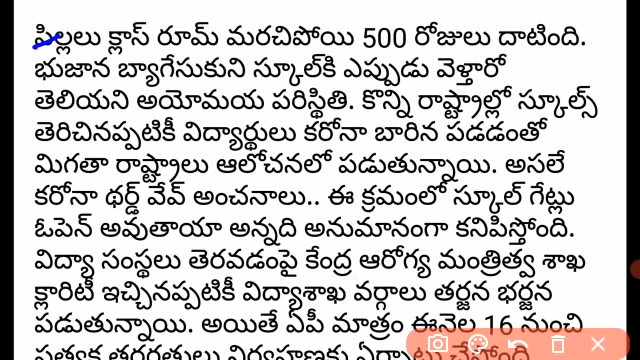 పిల్లలు క్లాస్ రూమ్ మరచిపోయి 500 రోజులు దాటింది.
భుజాన బ్యాగేసుకుని స్కూల్‌కి ఎప్పుడు వెళ్తారో
తెలియని అయోమయ పరిస్థితి. కొన్ని రాష్ట్రాల్లో స్కూల్స్
తెరిచినప్పటికీ విద్యార్థులు కరోనా బారిన పడడంతో
మిగతా రాష్ట్రాలు ఆలోచనలో పడుతున్నాయి. అసలే
కరోనా థర్డ్ వేవ్ అంచనాలు.. ఈ క్రమంలో స్కూల్ గేట్లు
ఓపెన్ అవుతాయా అన్నది అనుమానంగా కనిపిస్తోంది.
విద్యా సంస్థలు తెరవడంపై కేంద్ర ఆరోగ్య మంత్రిత్వ శాఖ
క్లారిటీ ఇచ్చినప్పటికీ విద్యాశాఖ వర్గాలు తర్జన భర్జన
పడుతున్నాయి. అయితే ఏపీ మాత్రం ఈనెల 16 నుంచి